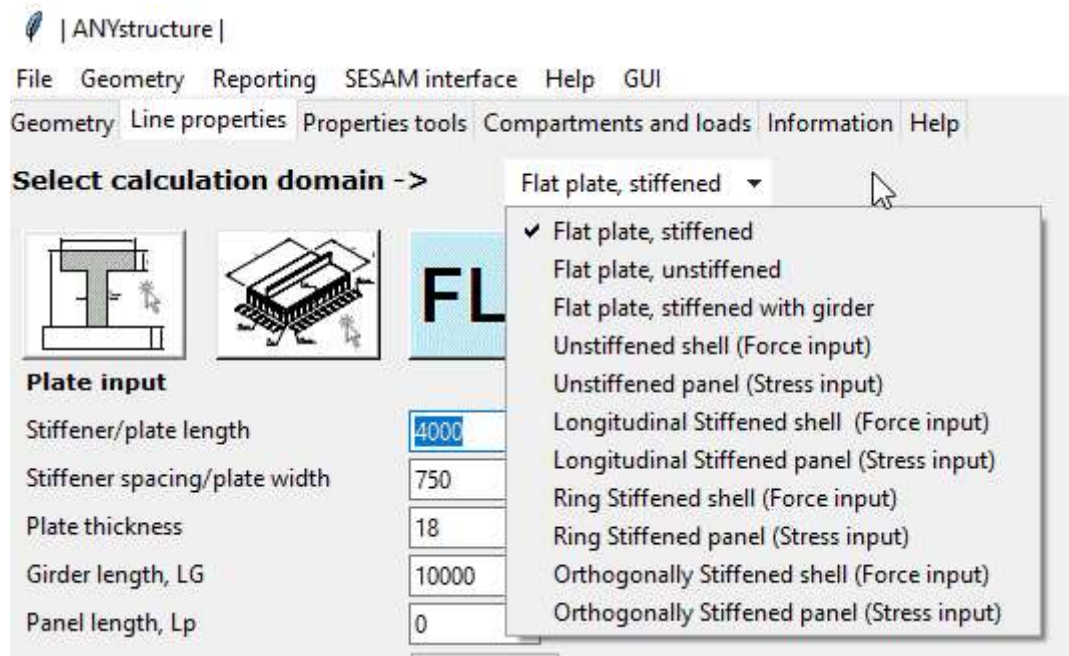 | ANYstructure |
File Geometry Reporting SESAM interface Help GUI
Geometry Line properties Properties tools Compartments and loads Information Help
Select calculation domain -> Flat plate, stiffened
Flat plate, stiffened
Flat plate, unstiffened
Flat plate, stiffened with girder
Unstiffened shell (Force input)
Unstiffened panel (Stress input)
Longitudinal Stiffened shell (Force input)
Longitudinal Stiffened panel (Stress input)
Ring Stiffened shell (Force input)
Ring Stiffened panel (Stress input)
Orthogonally Stiffened shell (Force input)
Orthogonally Stiffened panel (Stress input)
FL
Plate input
Stiffener/plate length 4000
Stiffener spacing/plate width 750
Plate thickness 18
Girder length, LG 10000
Panel length, Lp 0